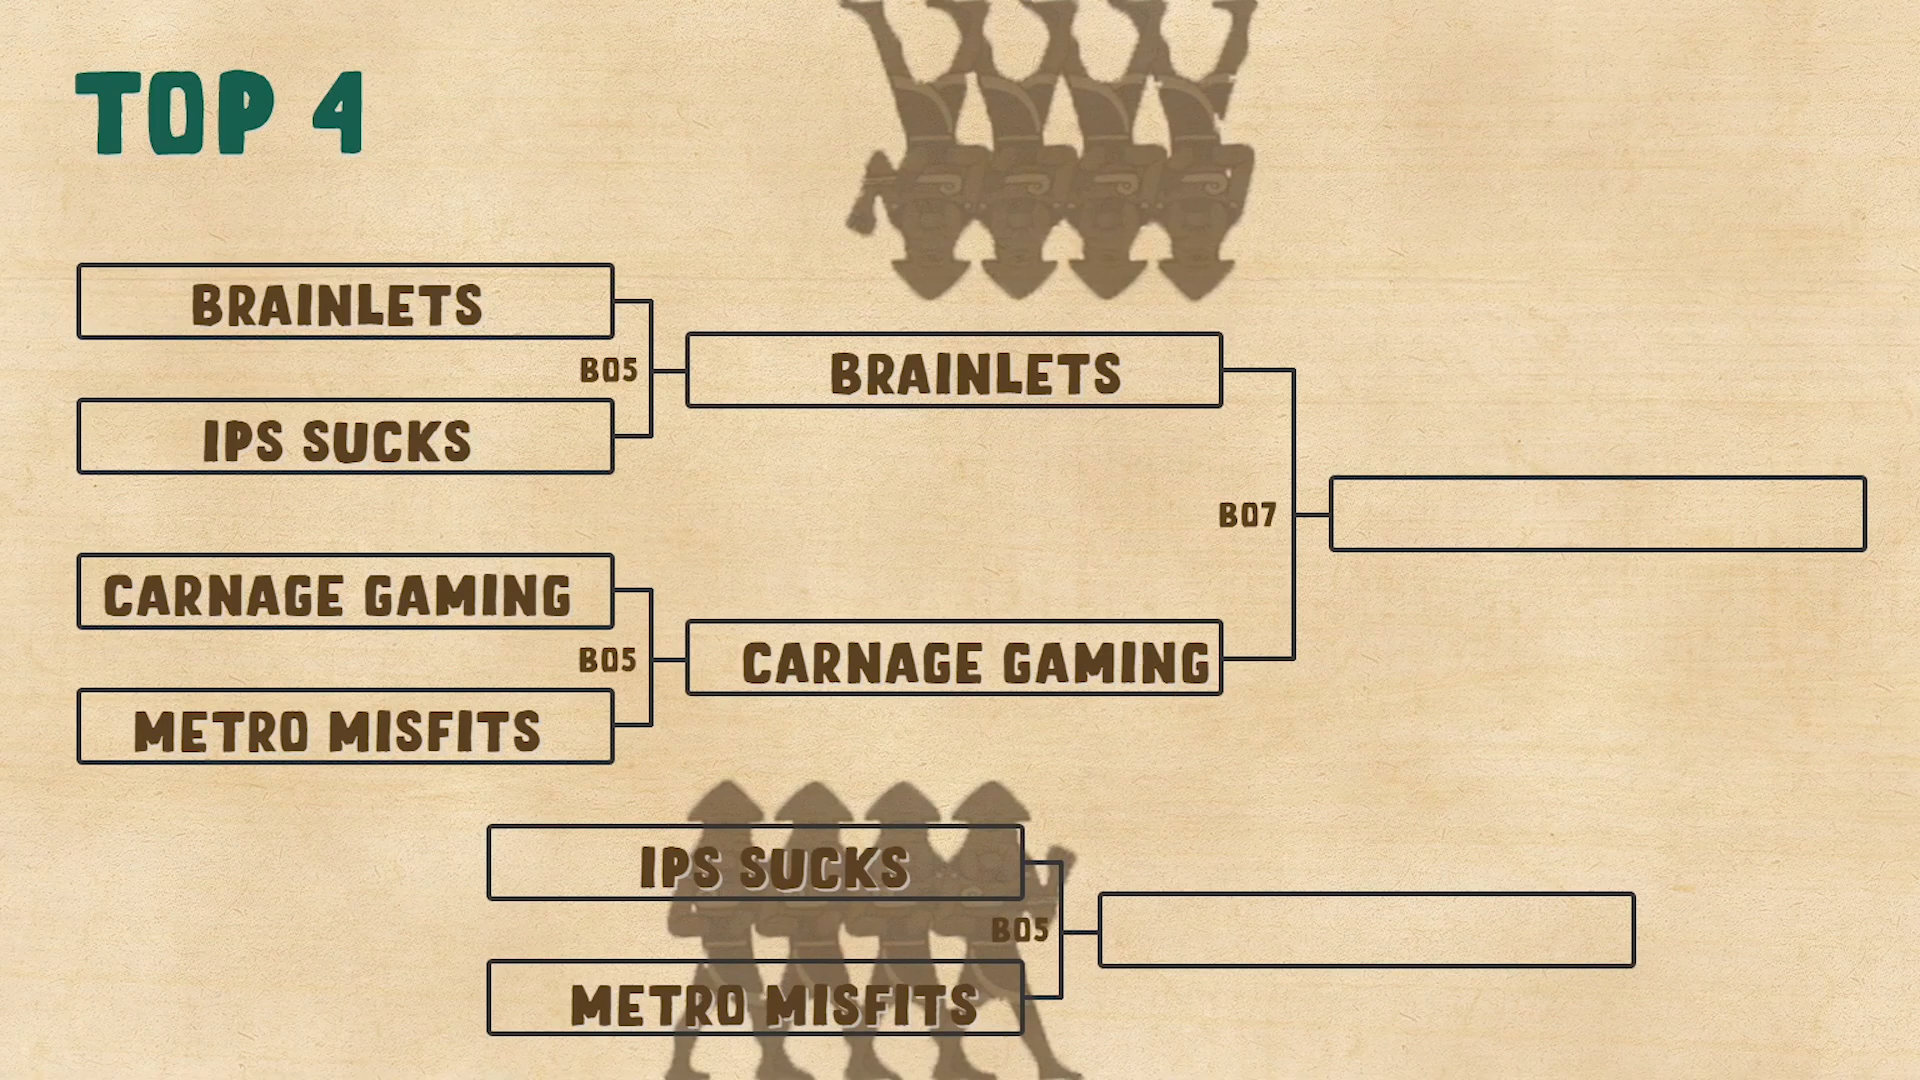 TOP 4
BRAINLETS
BO5
IPS SUCKS
BRAINLETS
BO7
CARNAGE GAMING
BO5
METRO MISFITS
CARNAGE GAMING
IPS SUCKS
BO5
METRO MISFITS